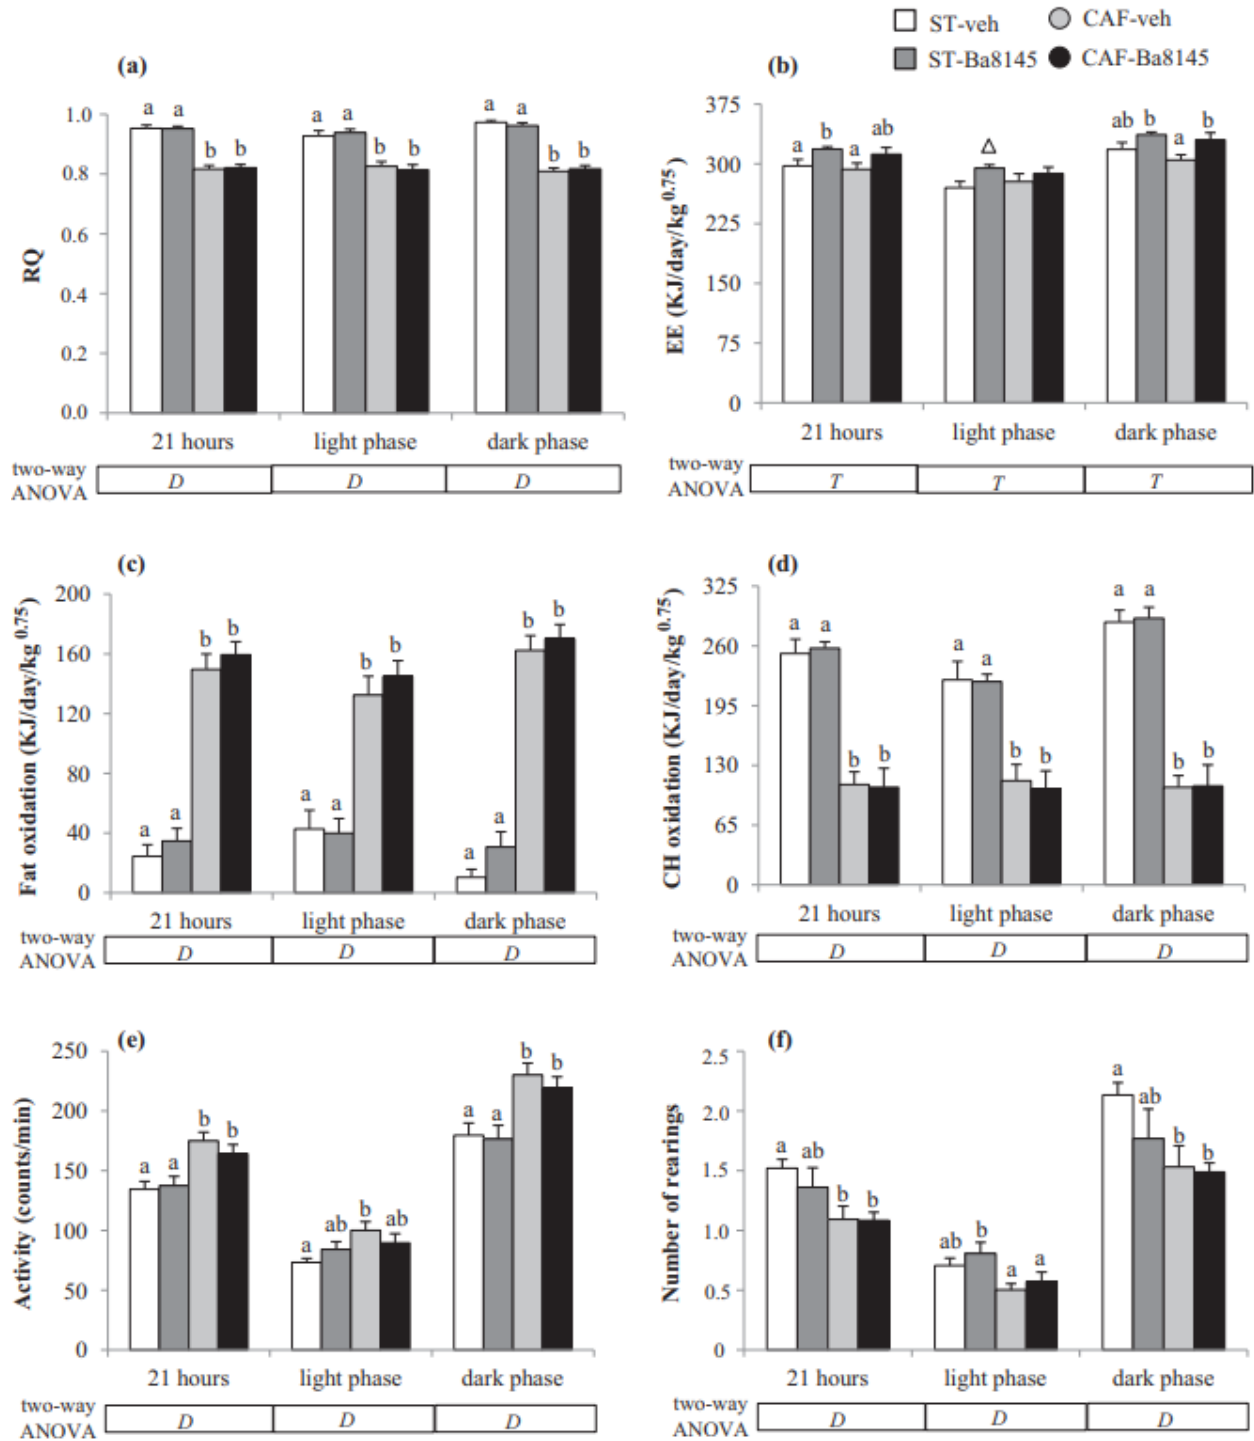 ST-veh CAF-veh
ST-Ba8145 CAF-Ba8145
(a)
RQ
1.0
0.8
0.6
0.4
0.2
0.0
a a b b a a b b a a b b
21 hours light phase dark phase
two-way ANOVA D D D
(b)
EE (KJ/day/kg^0.75)
375
300
225
150
75
0
a b a ab Δ ab b a b
21 hours light phase dark phase
two-way ANOVA T T T
(c)
Fat oxidation (KJ/day/kg^0.75)
200
160
120
80
40
0
a a b b a a b b a a b b
21 hours light phase dark phase
two-way ANOVA D D D
(d)
CH oxidation (KJ/day/kg^0.75)
325
260
195
130
65
0
a a b b a a b b a a b b
21 hours light phase dark phase
two-way ANOVA D D D
(e)
Activity (counts/min)
250
200
150
100
50
0
a a b b a ab b ab a a b b
21 hours light phase dark phase
two-way ANOVA D D D
(f)
Number of rearings
2.5
2.0
1.5
1.0
0.5
0
a ab b b ab b a a a ab b b
21 hours light phase dark phase
two-way ANOVA D D D